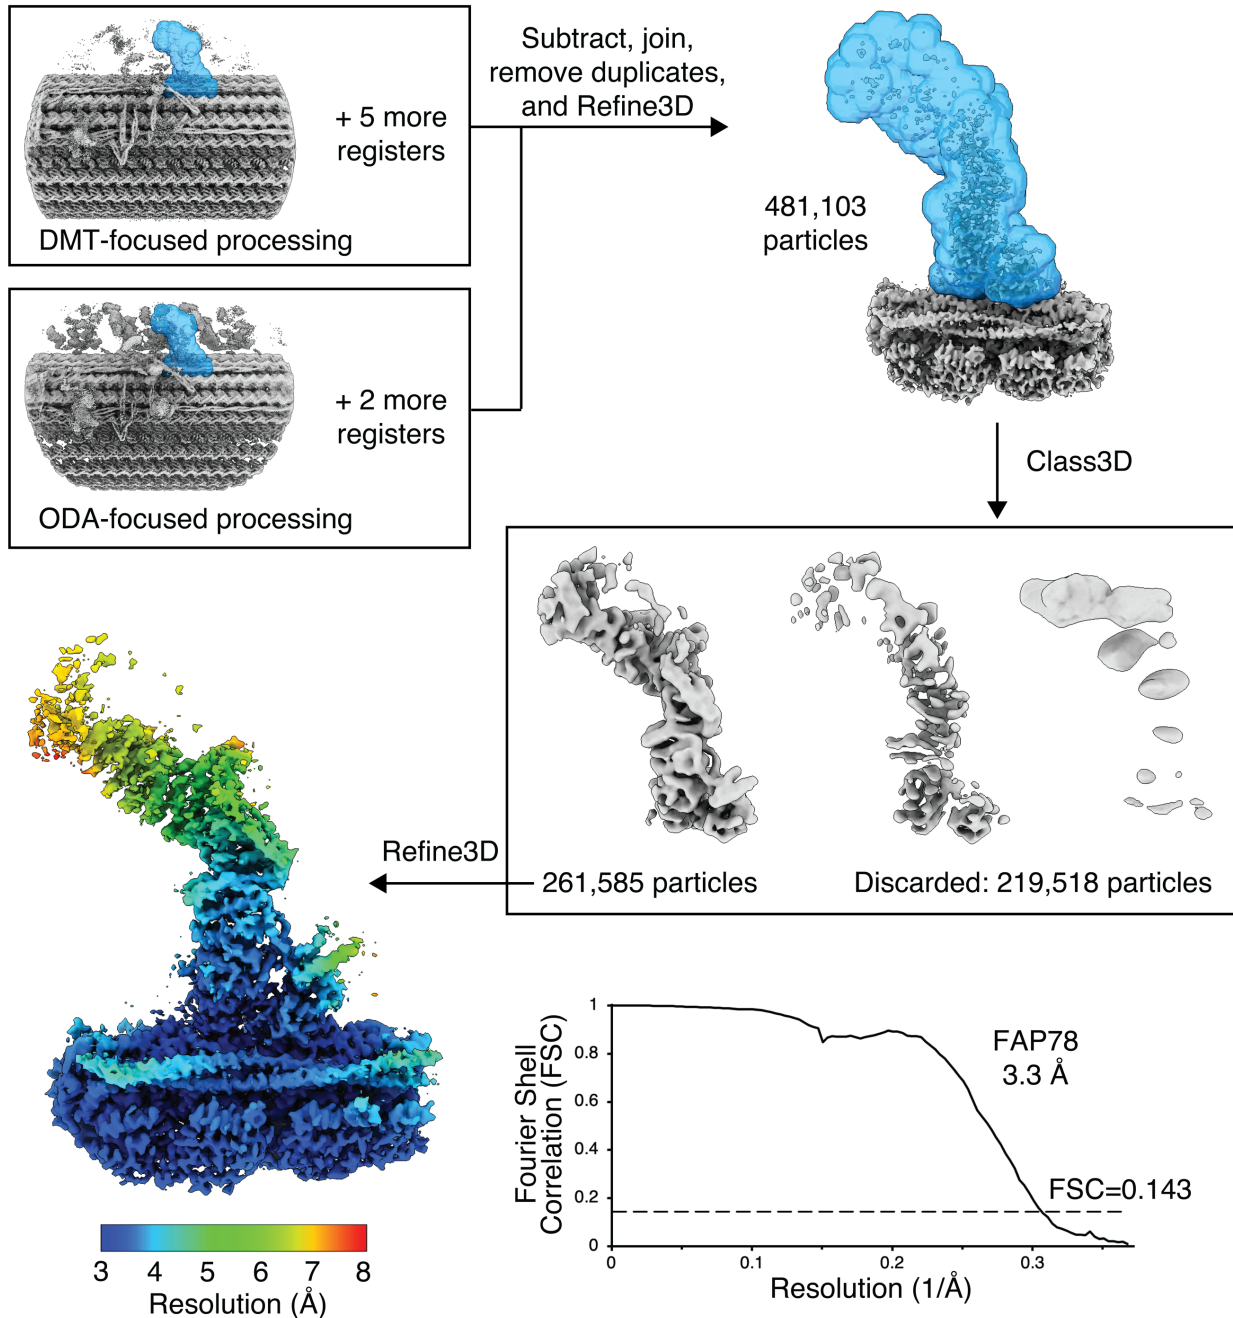 + 5 more
registers
DMT-focused processing
+ 2 more
registers
ODA-focused processing
Subtract, join,
remove duplicates,
and Refine3D
481,103
particles
Class3D
261,585 particles
Discarded: 219,518 particles
Refine3D
3 4 5 6 7 8
Resolution (Å)
Fourier Shell
Correlation (FSC)
1
0.8
0.6
0.4
0.2
0
0 0.1 0.2 0.3
Resolution (1/Å)
FAP78
3.3 Å
FSC=0.143